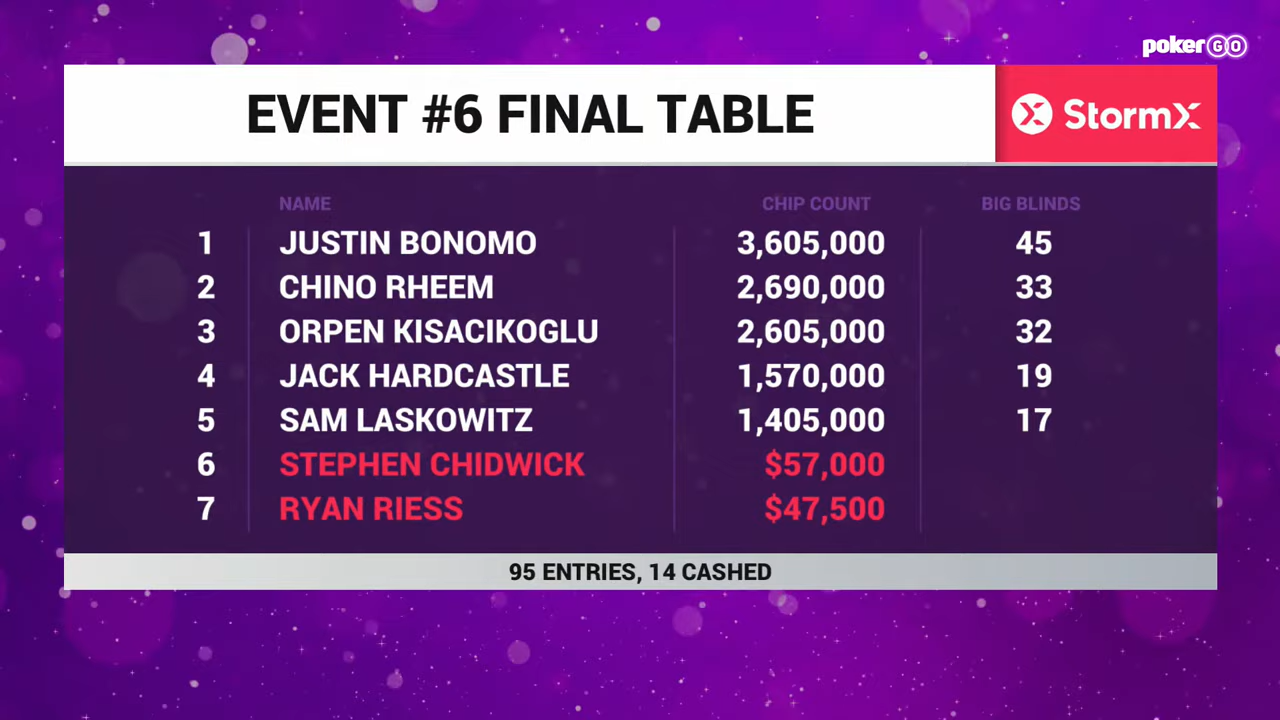 pokerGO
EVENT #6 FINAL TABLE
StormX
NAME CHIP COUNT BIG BLINDS
1 JUSTIN BONOMO 3,605,000 45
2 CHINO RHEEM 2,690,000 33
3 ORPEN KISACIKOGLU 2,605,000 32
4 JACK HARDCASTLE 1,570,000 19
5 SAM LASKOWITZ 1,405,000 17
6 STEPHEN CHIDWICK $57,000
7 RYAN RIESS $47,500
95 ENTRIES, 14 CASHED